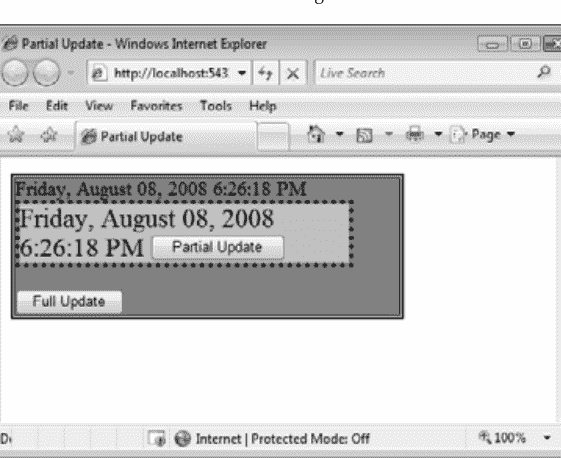 Partial Update - Windows Internet Explorer
http://localhost:543
Live Search
File Edit View Favorites Tools Help
Partial Update
Page
Friday, August 08, 2008 6:26:18 PM
Friday, August 08, 2008
6:26:18 PM Partial Update
Full Update
Internet | Protected Mode: Off
100%